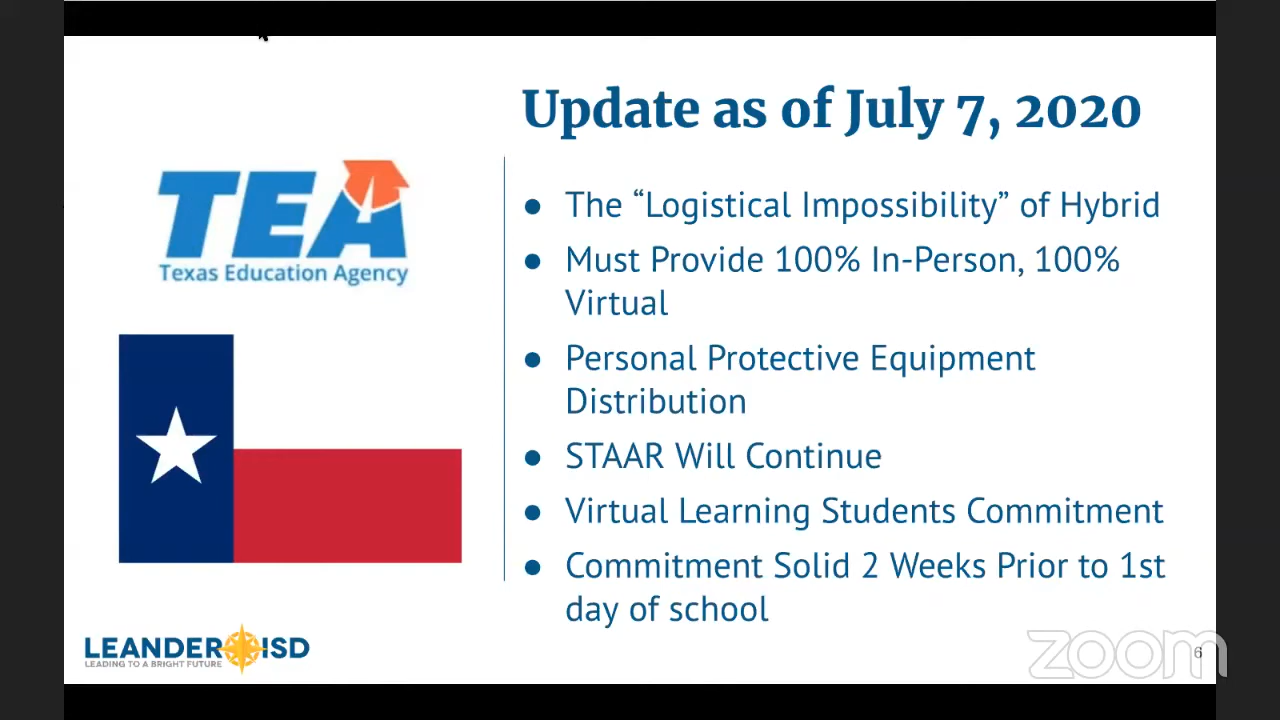 Update as of July 7, 2020
TEA
Texas Education Agency
● The “Logistical Impossibility” of Hybrid
● Must Provide 100% In-Person, 100%
Virtual
● Personal Protective Equipment
Distribution
● STAAR Will Continue
● Virtual Learning Students Commitment
● Commitment Solid 2 Weeks Prior to 1st
day of school
LEANDER ISD
LEADING TO A BRIGHT FUTURE
zoom
6